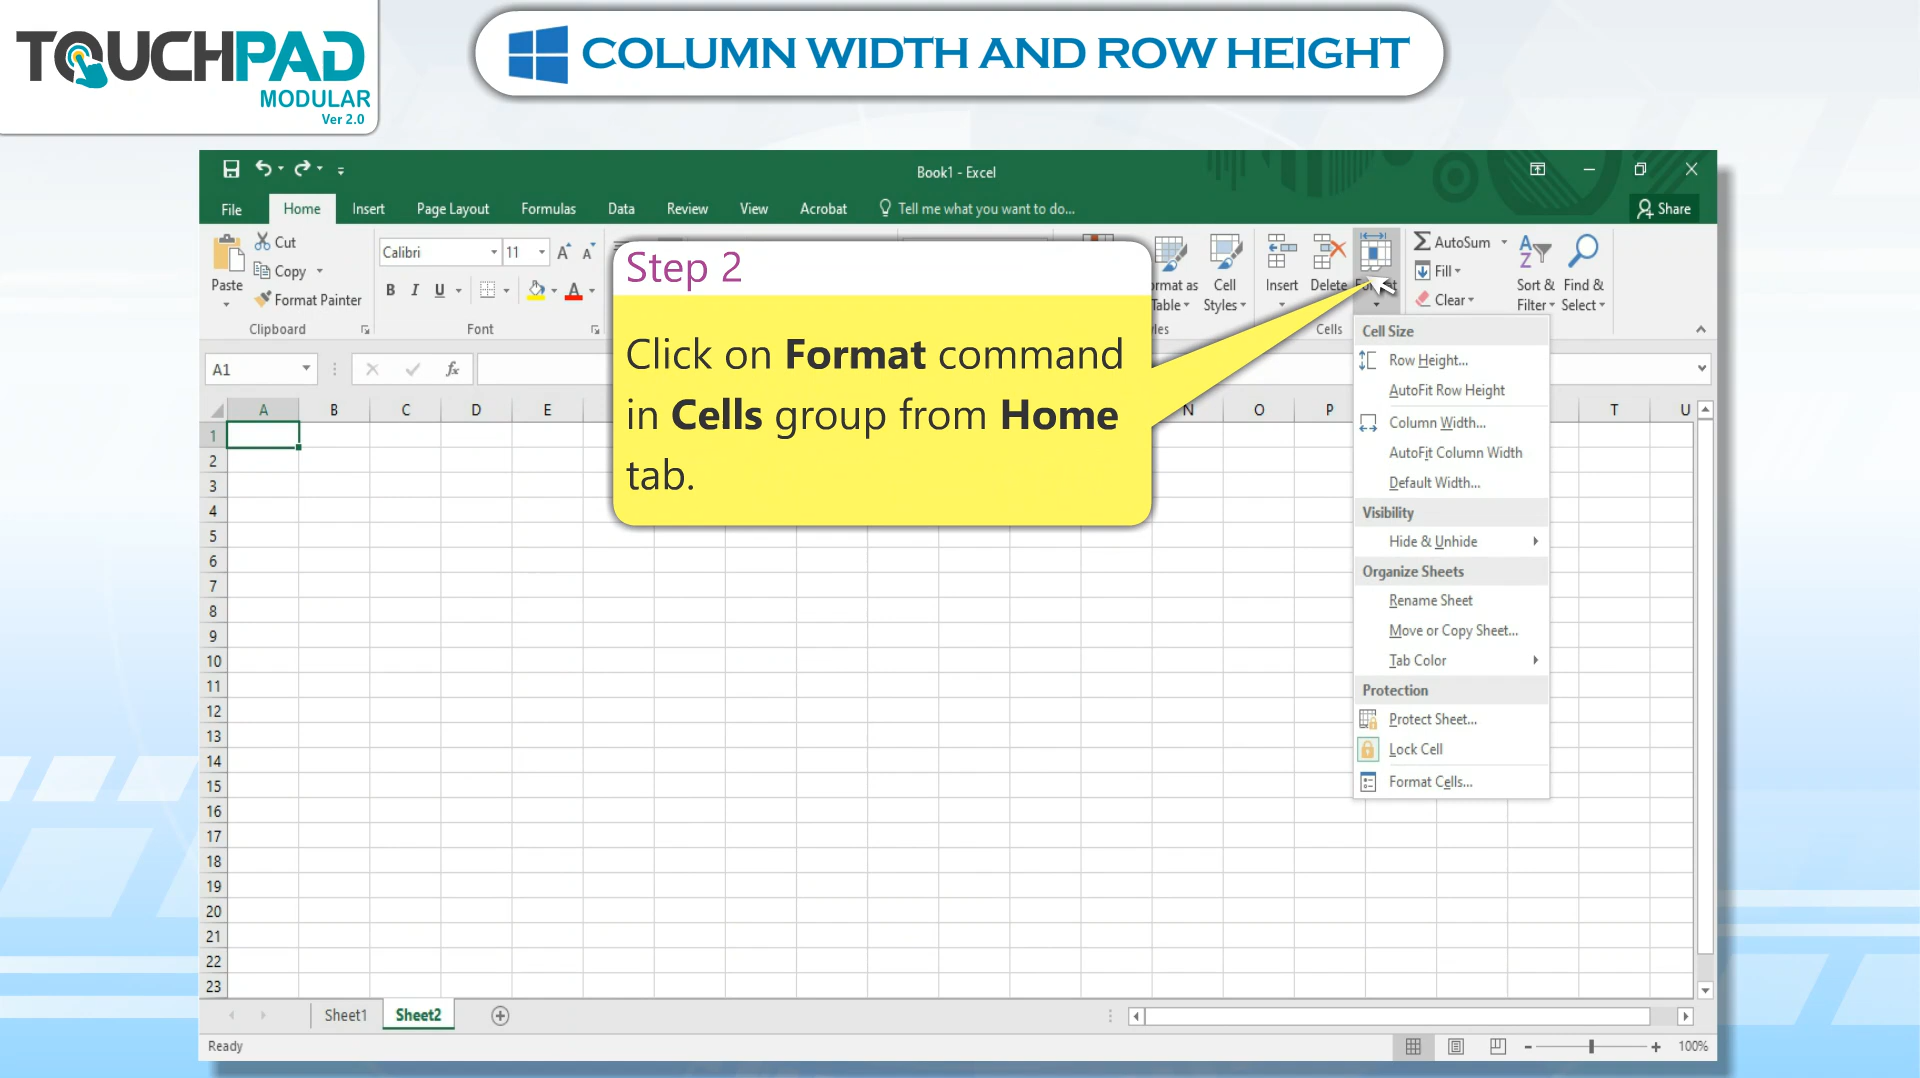 TOUCHPAD
MODULAR
Ver 2.0
COLUMN WIDTH AND ROW HEIGHT
Book1 - Excel
File Home Insert Page Layout Formulas Data Review View Acrobat Tell me what you want to do... Share
Paste
Cut
Copy
Format Painter
Clipboard
Calibri 11
B I U
Font
Table
Cell
Styles
Insert
Delete
Cells
AutoSum
Fill
Clear
Sort &
Filter
Find &
Select
Step 2
Click on Format command
in Cells group from Home
tab.
A1
fx
A B C D E N O P T U
1
2
3
4
5
6
7
8
9
10
11
12
13
14
15
16
17
18
19
20
21
22
23
Cell Size
Row Height...
AutoFit Row Height
Column Width...
AutoFit Column Width
Default Width...
Visibility
Hide & Unhide
Organize Sheets
Rename Sheet
Move or Copy Sheet...
Tab Color
Protection
Protect Sheet...
Lock Cell
Format Cells...
Sheet1 Sheet2
Ready
100%